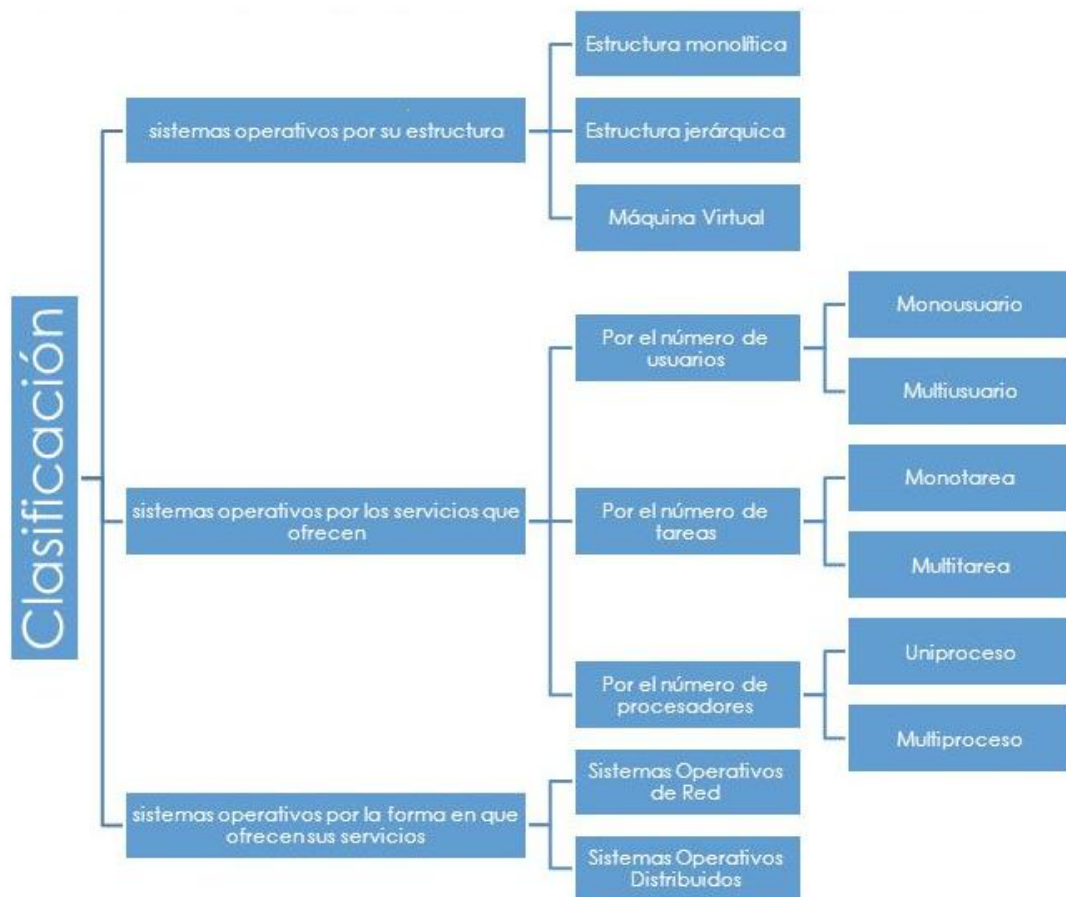 Clasificación
sistemas operativos por su estructura
Estructura monolítica
Estructura jerárquica
Máquina Virtual
sistemas operativos por los servicios que
ofrecen
Por el número de
usuarios
Monousuario
Multiusuario
Por el número de
tareas
Monotarea
Multitarea
Por el número de
procesadores
Uniproceso
Multiproceso
sistemas operativos por la forma en que
ofrecen sus servicios
Sistemas Operativos
de Red
Sistemas Operativos
Distribuidos